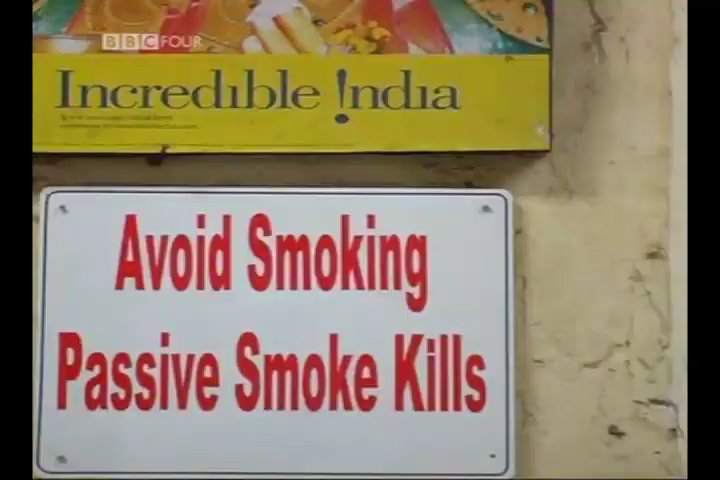 BBC FOUR
Incredible !ndia
Avoid Smoking
Passive Smoke Kills